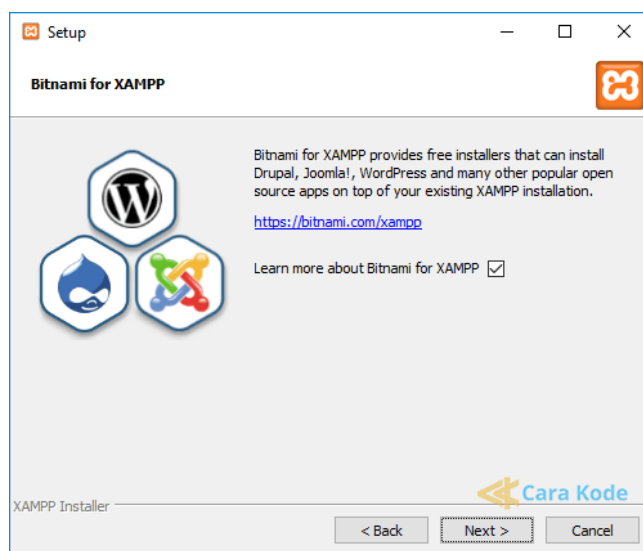 Setup
Bitnami for XAMPP
Bitnami for XAMPP provides free installers that can install
Drupal, Joomla!, WordPress and many other popular open
source apps on top of your existing XAMPP installation.
https://bitnami.com/xampp
Learn more about Bitnami for XAMPP
Cara Kode
XAMPP Installer
< Back
Next >
Cancel